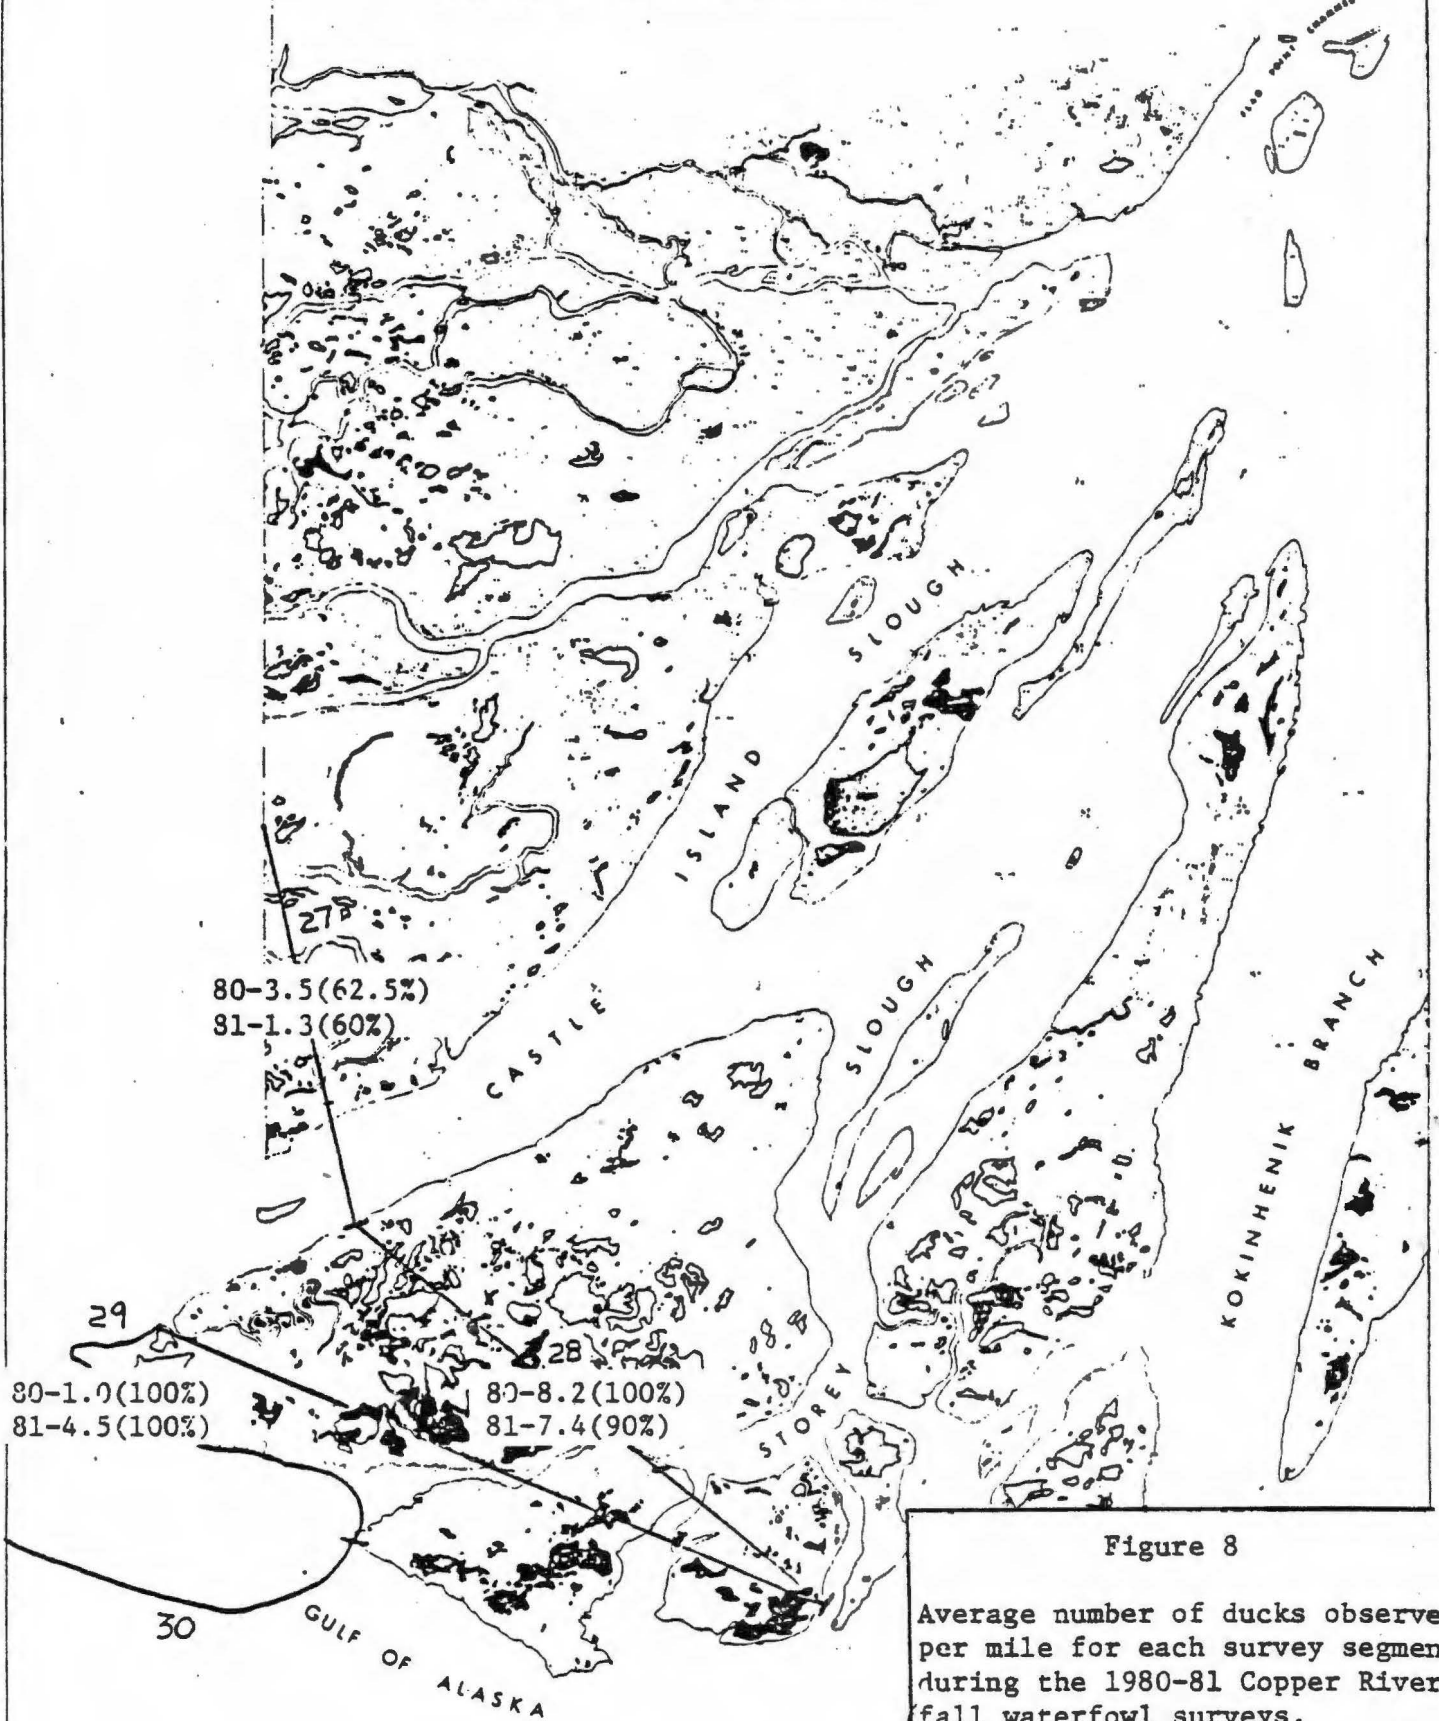 27
80-3.5(62.5%)
81-1.3(60%)
CASTLE
ISLAND
SLOUGH
SLOUGH
STOREY
KOKINHENIK BRANCH
29
80-1.0(100%)
81-4.5(100%)
28
80-8.2(100%)
81-7.4(90%)
30
GULF OF ALASKA
Figure 8
Average number of ducks observe
per mile for each survey segmen
during the 1980-81 Copper River
fall waterfowl surveys.